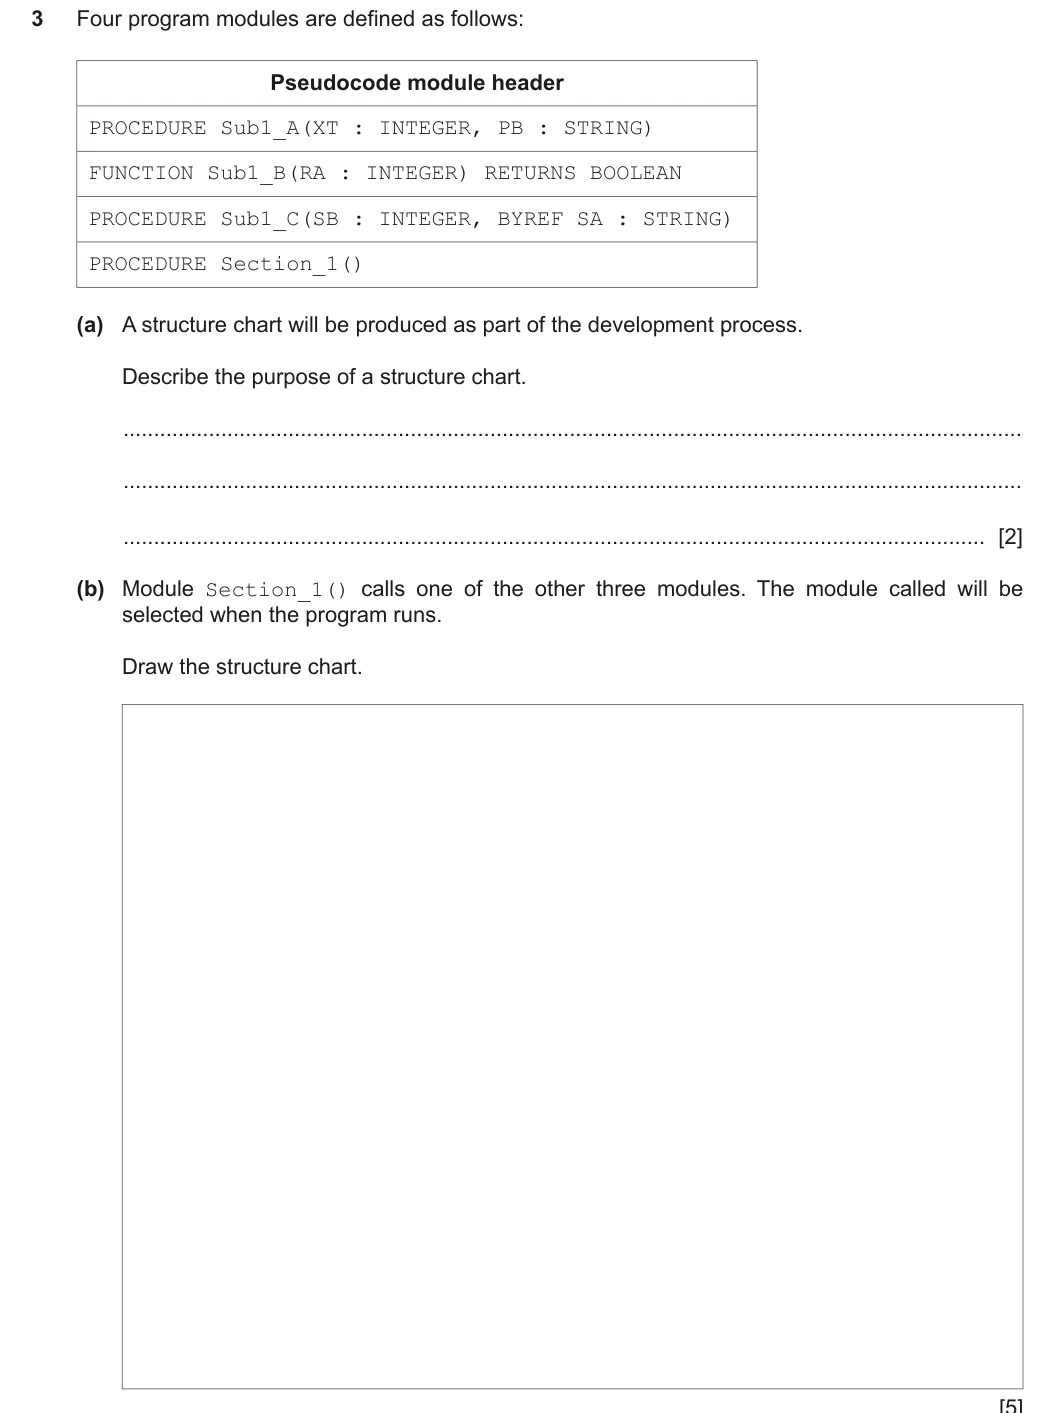 3 Four program modules are defined as follows:
Pseudocode module header
PROCEDURE Sub1_A(XT : INTEGER, PB : STRING)
FUNCTION Sub1_B(RA : INTEGER) RETURNS BOOLEAN
PROCEDURE Sub1_C(SB : INTEGER, BYREF SA : STRING)
PROCEDURE Section_1()
(a) A structure chart will be produced as part of the development process.
Describe the purpose of a structure chart.
....................................................................................................................................................
....................................................................................................................................................
.............................................................................................................................................. [2]
(b) Module Section_1() calls one of the other three modules. The module called will be
selected when the program runs.
Draw the structure chart.
[5]